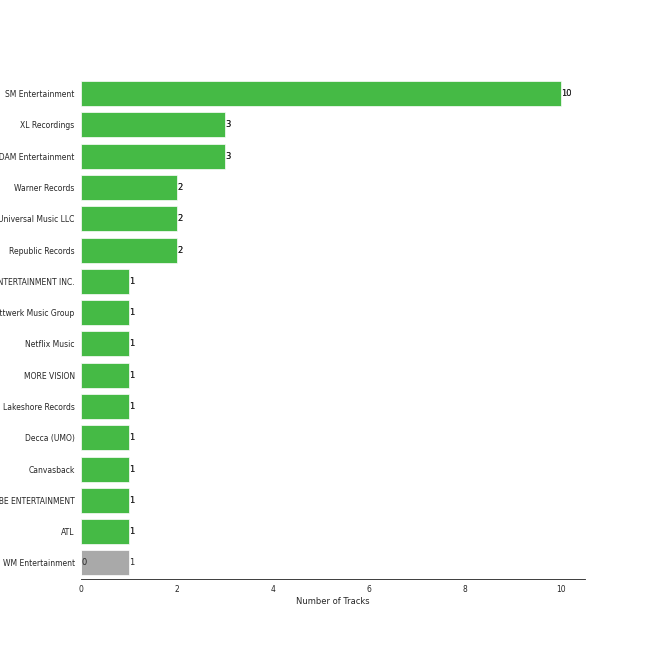 SM Entertainment 10
XL Recordings 3
DAM Entertainment 3
Warner Records 2
Universal Music LLC 2
Republic Records 2
INC. 1
Music Group 1
Netflix Music 1
MORE VISION 1
Lakeshore Records 1
Decca (UMO) 1
Canvasback 1
ENTERTAINMENT 1
ATL 1
WM Entertainment 0 1
0 2 4 6 8 10
Number of Tracks